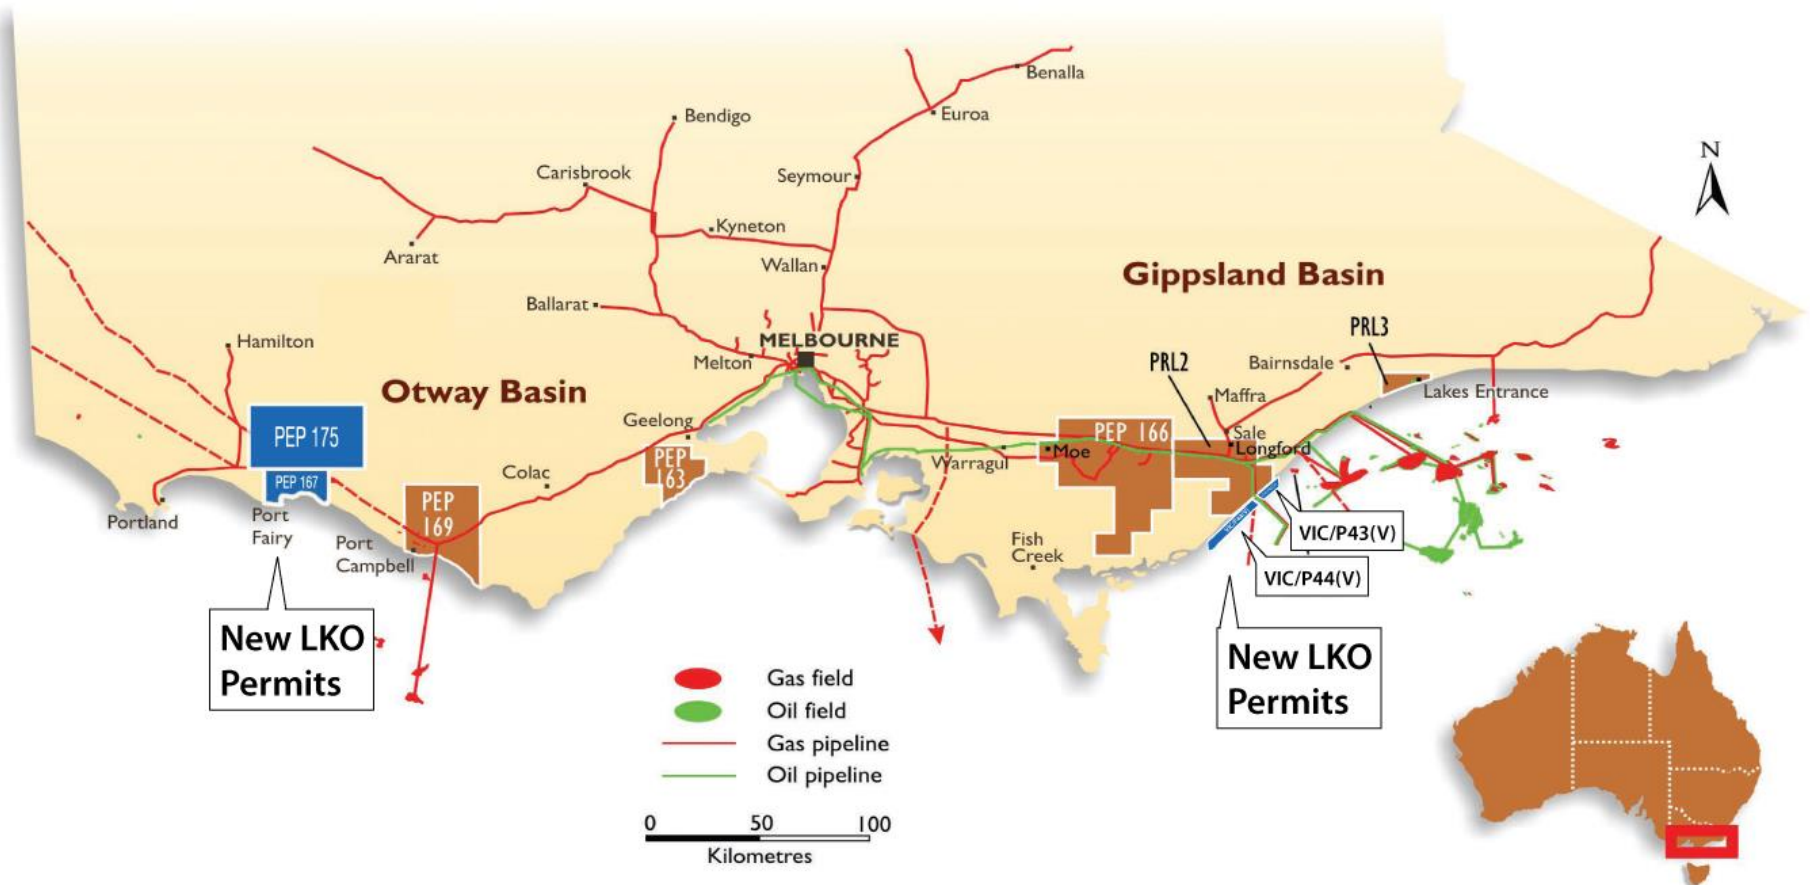 Benalla
Euroa
Bendigo
Carisbrook
Seymour
N
Kyneton
Ararat
Wallan
Gippsland Basin
Ballarat
PRL3
Hamilton
MELBOURNE
Melton
PRL2
Bairnsdale
Otway Basin
Maffra
Lakes Entrance
Geelong
PEP 175
PEP 166
Sale
Longford
Moe
Warragul
PEP
163
Colac
PEP 167
PEP
169
Portland
Port
Fairy
Port
Campbell
Fish
Creek
VIC/P43(V)
VIC/P44(V)
New LKO
Permits
New LKO
Permits
Gas field
Oil field
Gas pipeline
Oil pipeline
0 50 100
Kilometres